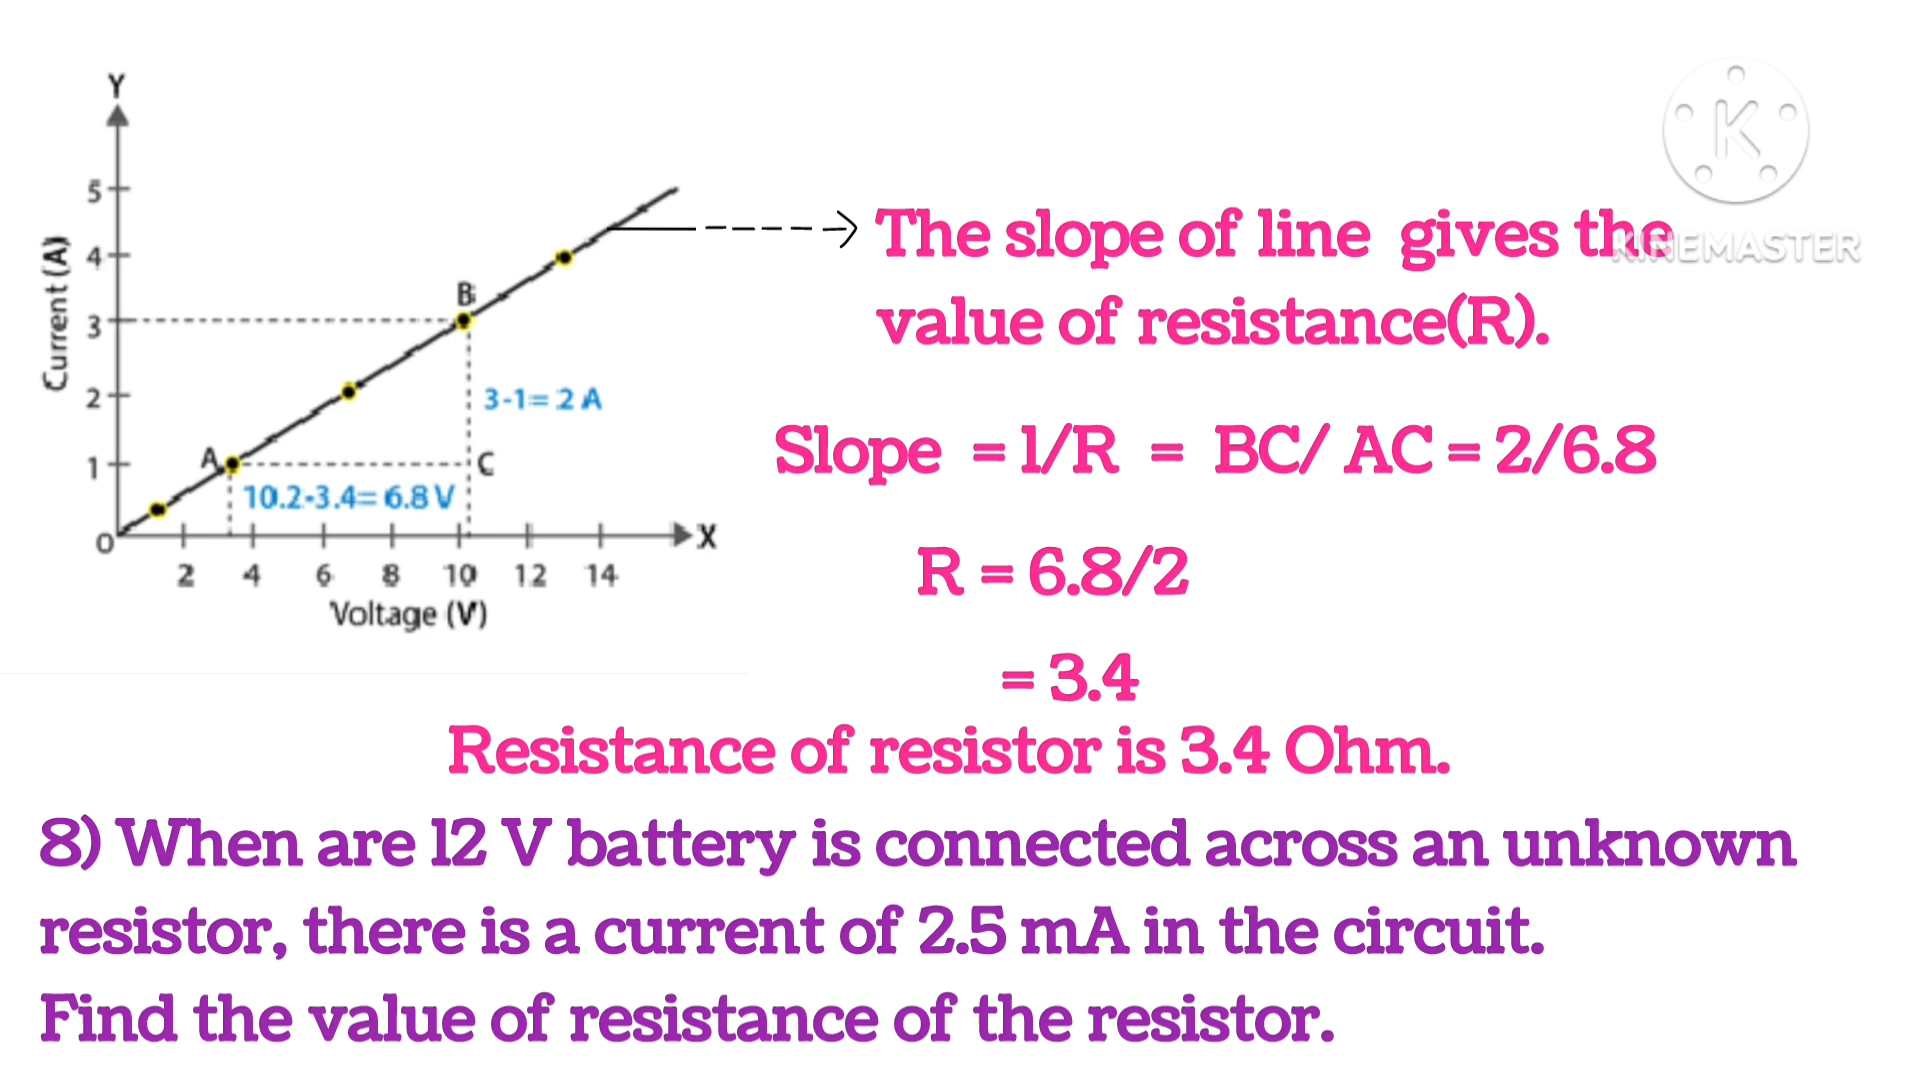 Y
5
4
3
2
1
0
Current (A)
B
A
C
3-1= 2 A
10.2-3.4= 6.8 V
X
2 4 6 8 10 12 14
Voltage (V)
K
KINEMASTER
The slope of line gives the
value of resistance(R).
Slope = 1/R = BC/ AC = 2/6.8
R = 6.8/2
= 3.4
Resistance of resistor is 3.4 Ohm.
8) When are 12 V battery is connected across an unknown
resistor, there is a current of 2.5 mA in the circuit.
Find the value of resistance of the resistor.